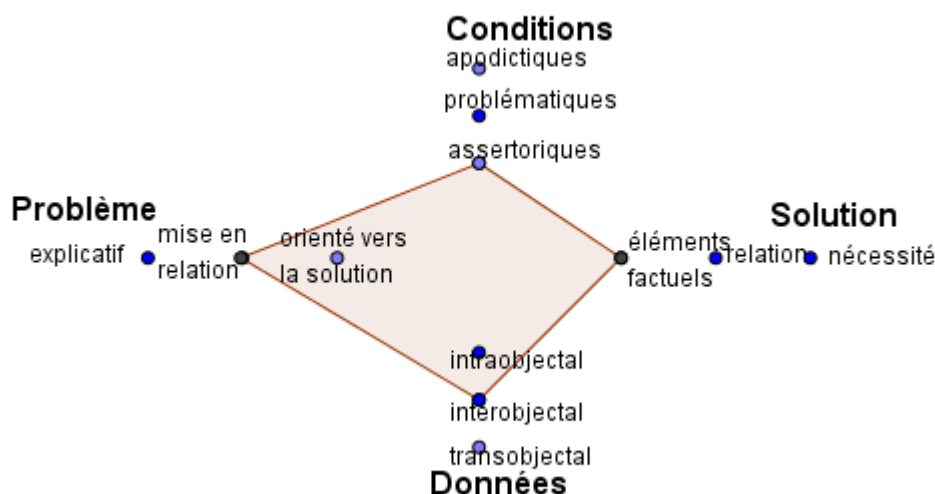 Conditions
apodictiques
problématiques
assertoriques
Problème
explicatif
mise en
relation
orienté vers
la solution
Solution
éléments
factuels
relation
nécessité
intraobjectal
interobjectal
transobjectal
Données